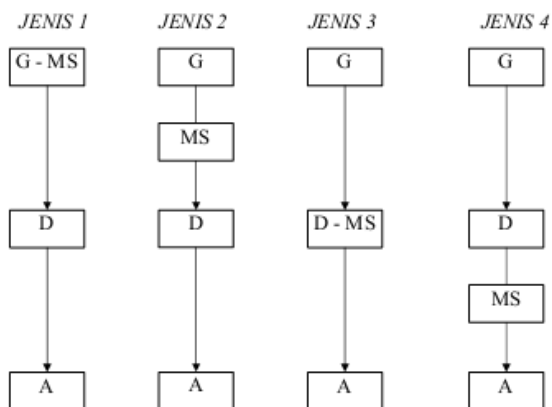 JENIS 1 JENIS 2 JENIS 3 JENIS 4
G - MS G G G
MS
D D D - MS D
MS
A A A A